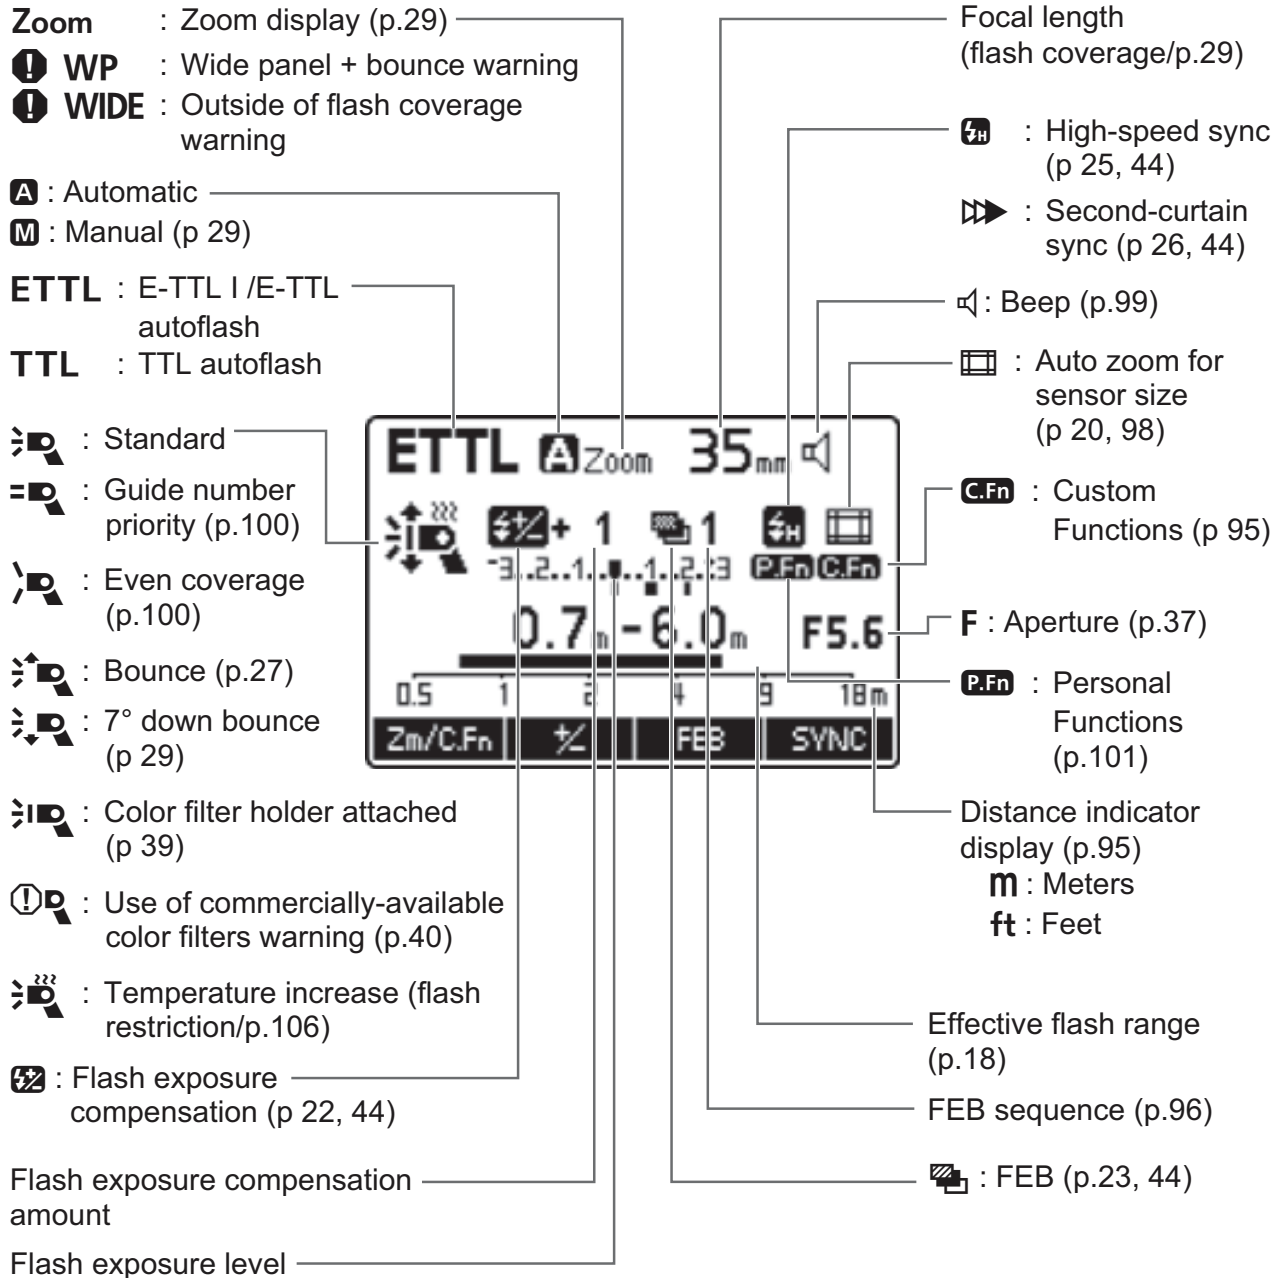 Zoom : Zoom display (p.29)
! WP : Wide panel + bounce warning
! WIDE : Outside of flash coverage
warning
A : Automatic
M : Manual (p 29)
ETTL : E-TTL I /E-TTL
autoflash
TTL : TTL autoflash
: Standard
: Guide number
priority (p.100)
: Even coverage
(p.100)
: Bounce (p.27)
: 7° down bounce
(p 29)
: Color filter holder attached
(p 39)
: Use of commercially-available
color filters warning (p.40)
: Temperature increase (flash
restriction/p.106)
: Flash exposure
compensation (p 22, 44)
Flash exposure compensation
amount
Flash exposure level
ETTL A Zoom 35mm
+ 1 1 H
-3..2..1..0..1..2.:3 P.Fn C.Fn
0.7m - 6.0m F5.6
0.5 1 2 4 9 18m
Zm/C.Fn +/- FEB SYNC
Focal length
(flash coverage/p.29)
H : High-speed sync
(p 25, 44)
: Second-curtain
sync (p 26, 44)
: Beep (p.99)
: Auto zoom for
sensor size
(p 20, 98)
C.Fn : Custom
Functions (p 95)
F : Aperture (p.37)
P.Fn : Personal
Functions
(p.101)
Distance indicator
display (p.95)
m : Meters
ft : Feet
Effective flash range
(p.18)
FEB sequence (p.96)
: FEB (p.23, 44)